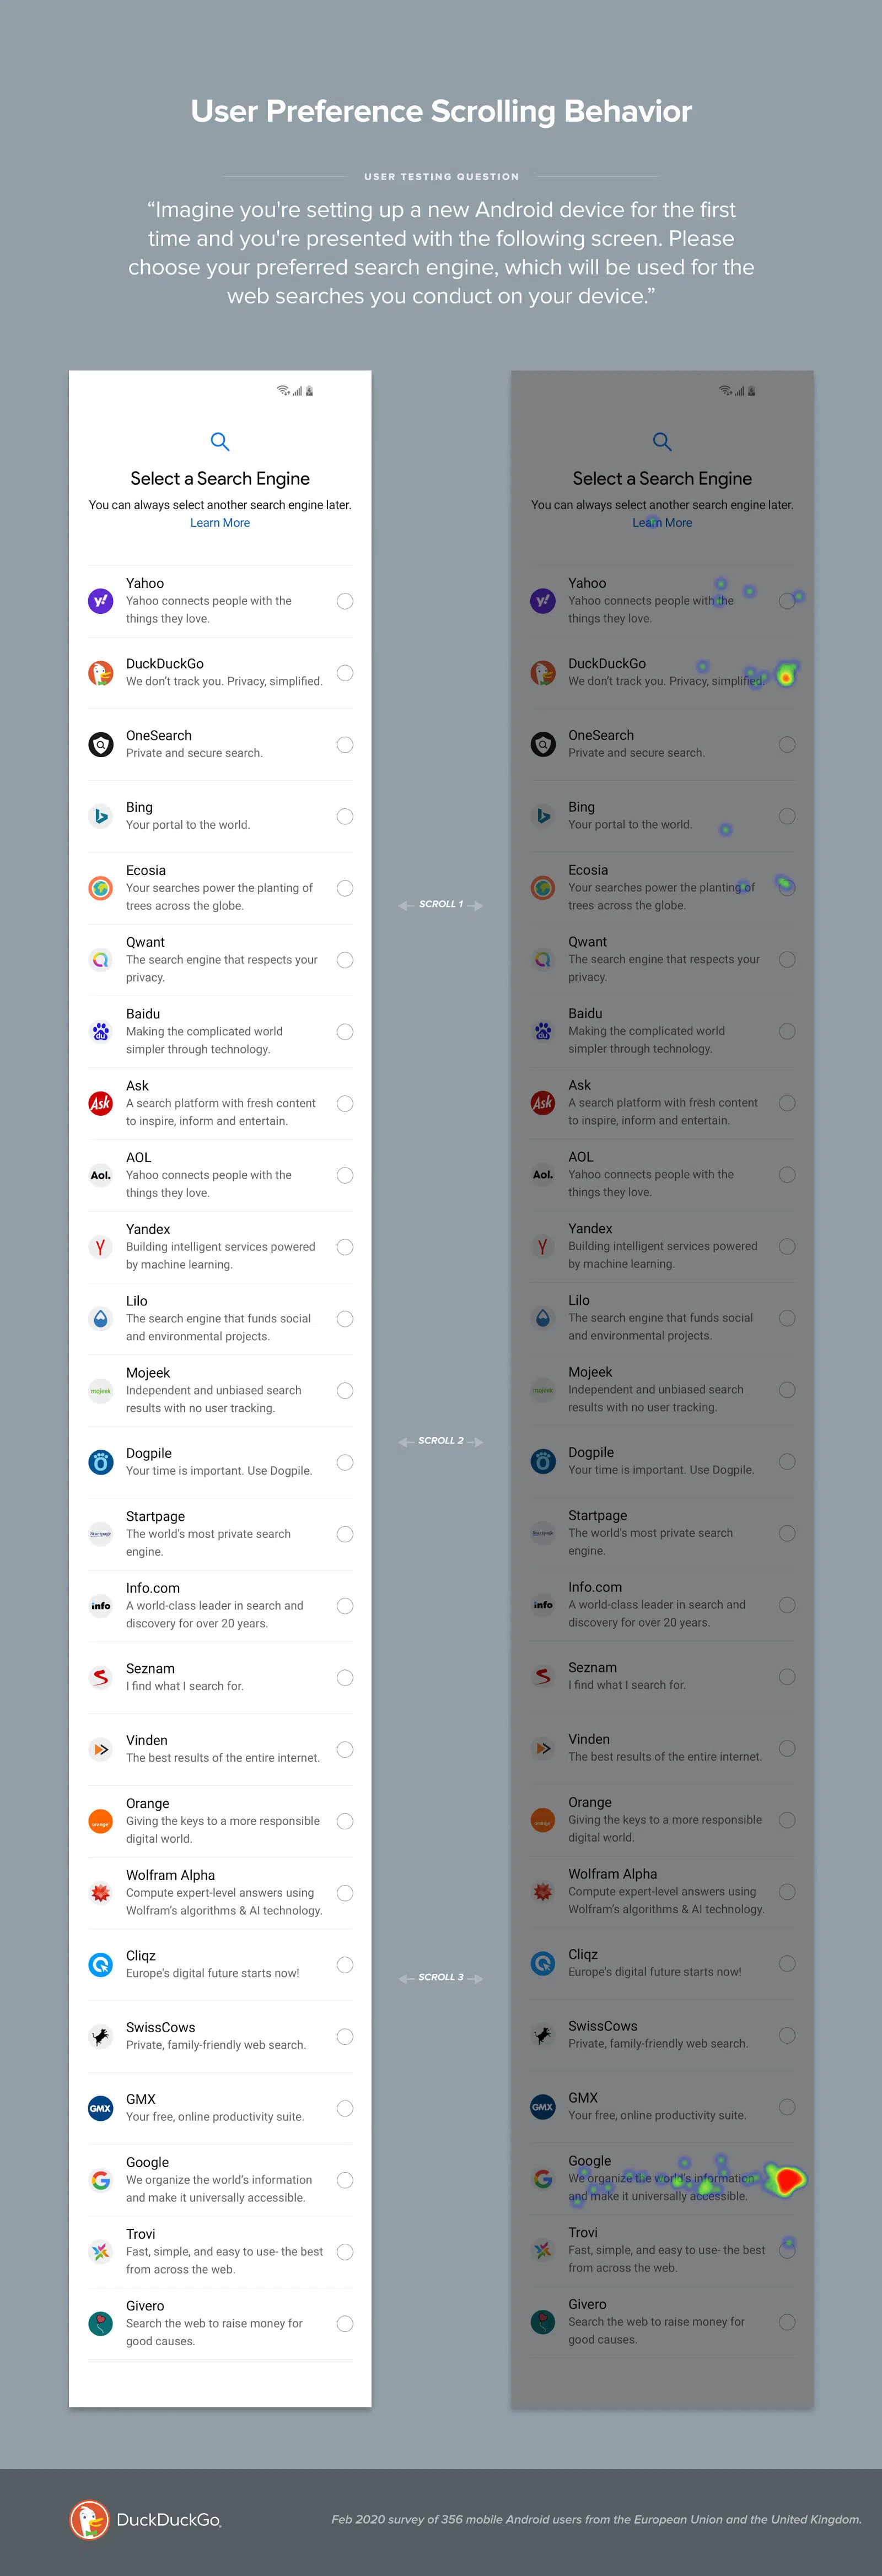 User Preference Scrolling Behavior
USER TESTING QUESTION
“Imagine you're setting up a new Android device for the first
time and you're presented with the following screen. Please
choose your preferred search engine, which will be used for the
web searches you conduct on your device.”
Select a Search Engine
You can always select another search engine later.
Learn More
Yahoo
Yahoo connects people with the
things they love.
DuckDuckGo
We don't track you. Privacy, simplified.
OneSearch
Private and secure search.
Bing
Your portal to the world.
Ecosia
Your searches power the planting of
trees across the globe.
Qwant
The search engine that respects your
privacy.
Baidu
du
Making the complicated world
simpler through technology.
Ask
Ask
A search platform with fresh content
to inspire, inform and entertain.
AOL
Aol.
Yahoo connects people with the
things they love.
Yandex
Building intelligent services powered
by machine learning.
Lilo
The search engine that funds social
and environmental projects.
Mojeek
mojeek
Independent and unbiased search
results with no user tracking.
Dogpile
Your time is important. Use Dogpile.
Startpage
Startpage
The world's most private search
engine.
Info.com
info
A world-class leader in search and
discovery for over 20 years.
Seznam
I find what I search for.
Vinden
The best results of the entire internet.
Orange
orange
Giving the keys to a more responsible
digital world.
Wolfram Alpha
Compute expert-level answers using
Wolfram's algorithms & AI technology.
Cliqz
Europe's digital future starts now!
SwissCows
Private, family-friendly web search.
GMX
GMX
Your free, online productivity suite.
Google
We organize the world's information
and make it universally accessible.
Trovi
Fast, simple, and easy to use- the best
from across the web.
Givero
Search the web to raise money for
good causes.
SCROLL 1
SCROLL 2
SCROLL 3
Select a Search Engine
You can always select another search engine later.
Learn More
Yahoo
Yahoo connects people with the
things they love.
DuckDuckGo
We don't track you. Privacy, simplified.
OneSearch
Private and secure search.
Bing
Your portal to the world.
Ecosia
Your searches power the planting of
trees across the globe.
Qwant
The search engine that respects your
privacy.
Baidu
du
Making the complicated world
simpler through technology.
Ask
Ask
A search platform with fresh content
to inspire, inform and entertain.
AOL
Aol.
Yahoo connects people with the
things they love.
Yandex
Building intelligent services powered
by machine learning.
Lilo
The search engine that funds social
and environmental projects.
Mojeek
mojeek
Independent and unbiased search
results with no user tracking.
Dogpile
Your time is important. Use Dogpile.
Startpage
Startpage
The world's most private search
engine.
Info.com
info
A world-class leader in search and
discovery for over 20 years.
Seznam
I find what I search for.
Vinden
The best results of the entire internet.
Orange
orange
Giving the keys to a more responsible
digital world.
Wolfram Alpha
Compute expert-level answers using
Wolfram's algorithms & AI technology.
Cliqz
Europe's digital future starts now!
SwissCows
Private, family-friendly web search.
GMX
GMX
Your free, online productivity suite.
Google
We organize the world's information
and make it universally accessible.
Trovi
Fast, simple, and easy to use- the best
from across the web.
Givero
Search the web to raise money for
good causes.
DuckDuckGo
Feb 2020 survey of 356 mobile Android users from the European Union and the United Kingdom.